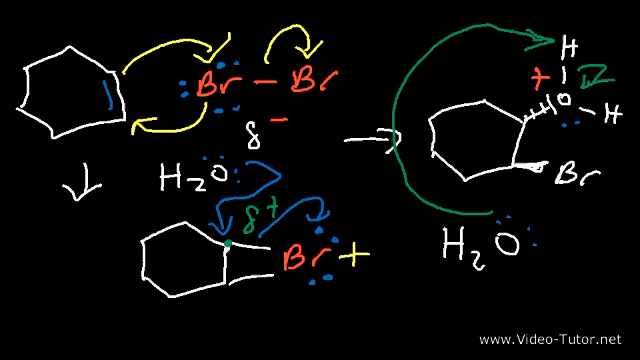 H
Br — Br
+ O H
δ −
Br
H₂O
δ+
H₂O
Br +
www.Video-Tutor.net